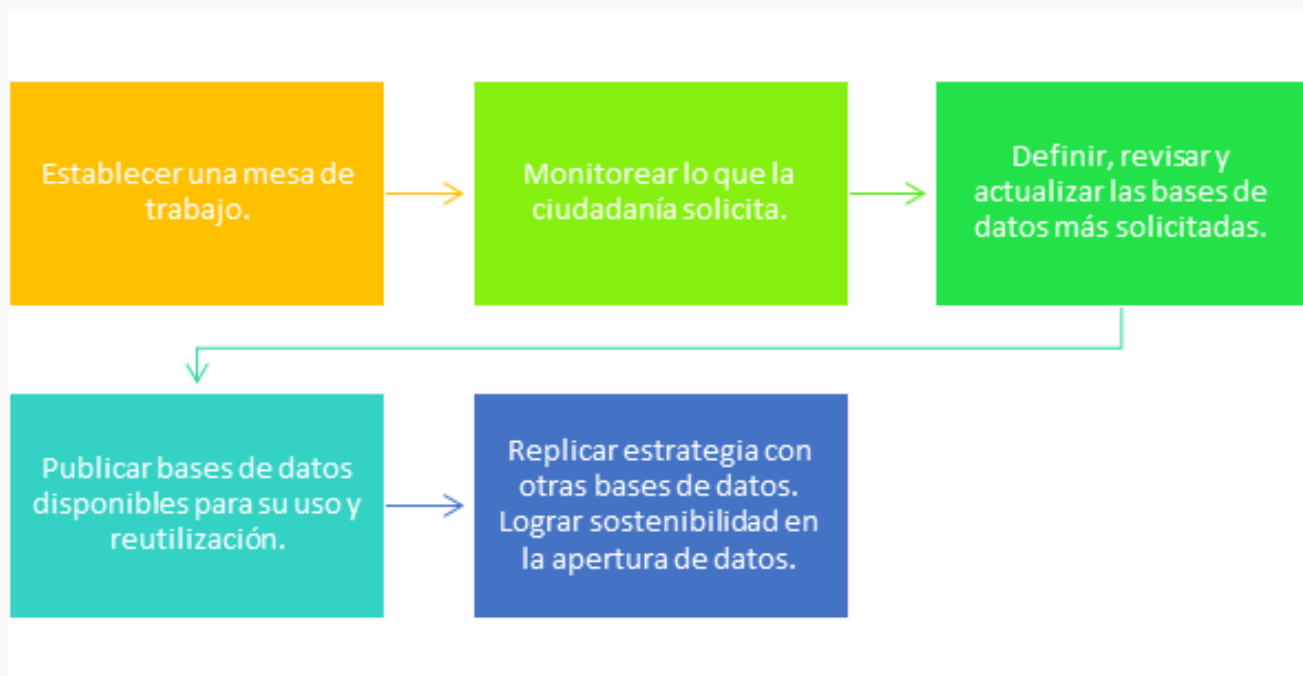 Establecer una mesa de
trabajo.
Monitorear lo que la
ciudadanía solicita.
Definir, revisar y
actualizar las bases de
datos más solicitadas.
Publicar bases de datos
disponibles para su uso y
reutilización.
Replicar estrategia con
otras bases de datos.
Lograr sostenibilidad en
la apertura de datos.